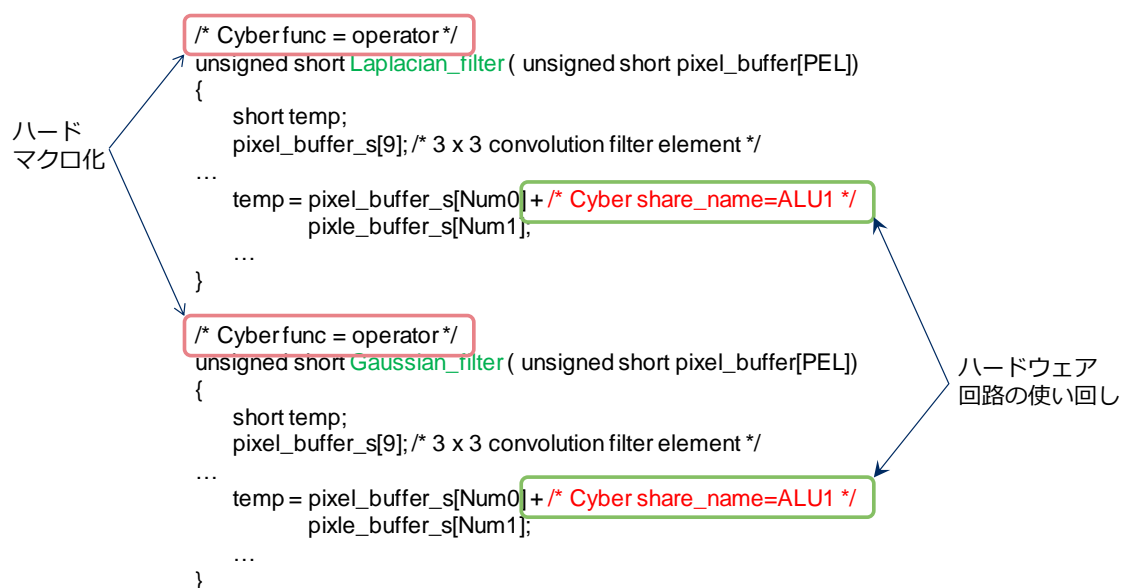 /* Cyber func = operator */
unsigned short Laplacian_filter ( unsigned short pixel_buffer[PEL])
{
short temp;
pixel_buffer_s[9]; /* 3 x 3 convolution filter element */
…
temp = pixel_buffer_s[Num0] + /* Cyber share_name=ALU1 */
pixle_buffer_s[Num1];
…
}
ハード
マクロ化
/* Cyber func = operator */
unsigned short Gaussian_filter ( unsigned short pixel_buffer[PEL])
{
short temp;
pixel_buffer_s[9]; /* 3 x 3 convolution filter element */
…
temp = pixel_buffer_s[Num0] + /* Cyber share_name=ALU1 */
pixle_buffer_s[Num1];
…
}
ハードウェア
回路の使い回し